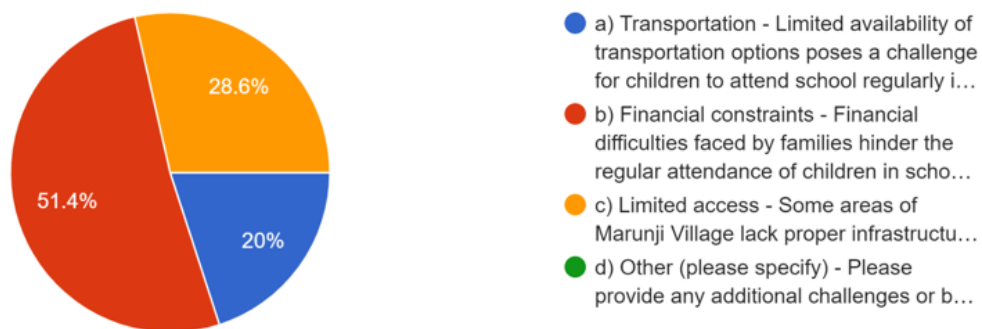 28.6%
51.4%
20%
a) Transportation - Limited availability of
transportation options poses a challenge
for children to attend school regularly i…
b) Financial constraints - Financial
difficulties faced by families hinder the
regular attendance of children in scho…
c) Limited access - Some areas of
Marunji Village lack proper infrastructu…
d) Other (please specify) - Please
provide any additional challenges or b…